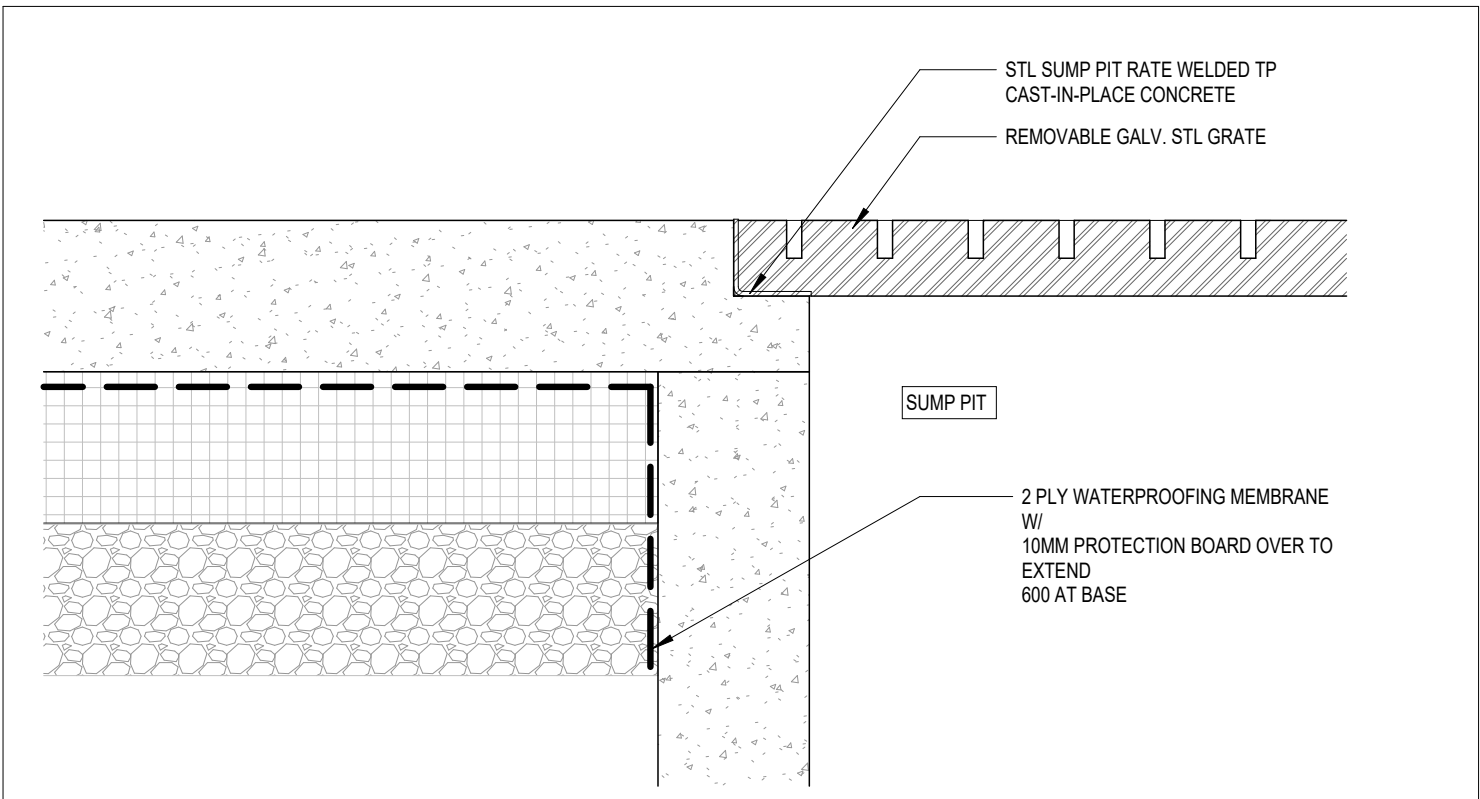 STL SUMP PIT RATE WELDED TP
CAST-IN-PLACE CONCRETE
REMOVABLE GALV. STL GRATE
SUMP PIT
2 PLY WATERPROOFING MEMBRANE
W/
10MM PROTECTION BOARD OVER TO
EXTEND
600 AT BASE